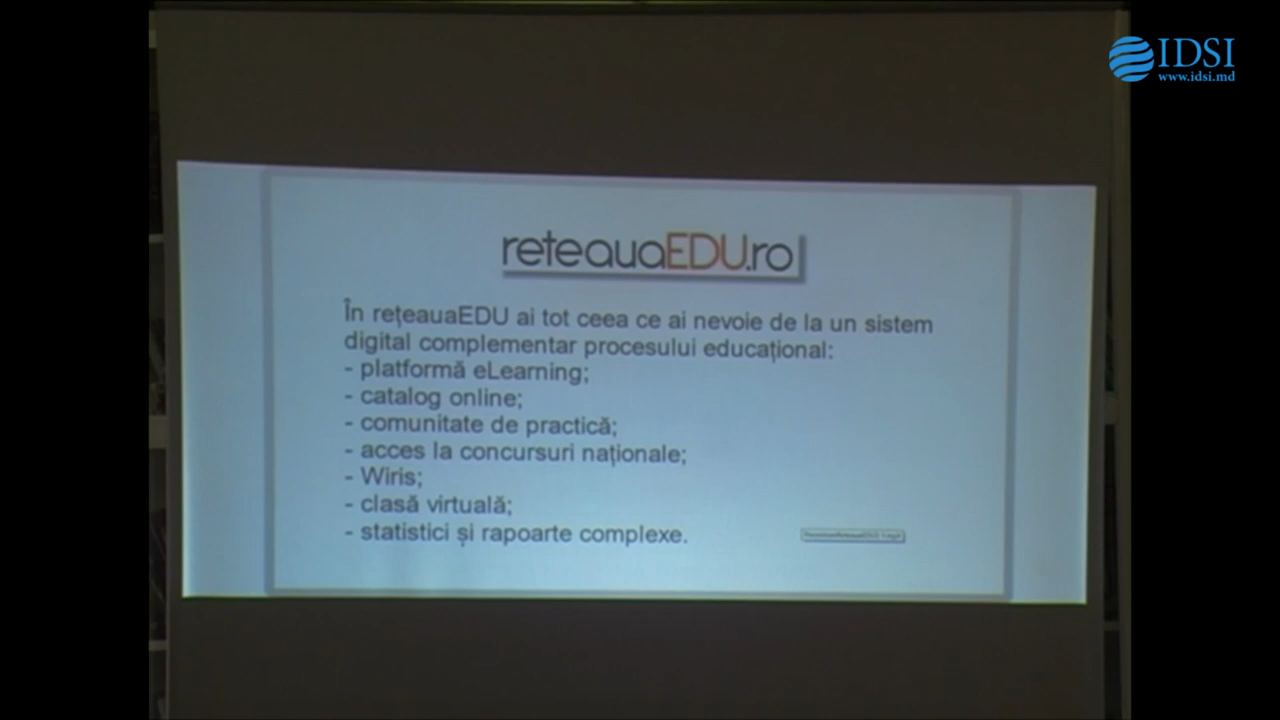 IDSI
www.idsi.md
reteauaEDU.ro
În rețeauaEDU ai tot ceea ce ai nevoie de la un sistem
digital complementar procesului educațional:
- platformă eLearning;
- catalog online;
- comunitate de practică;
- acces la concursuri naționale;
- Wiris;
- clasă virtuală;
- statistici și rapoarte complexe.